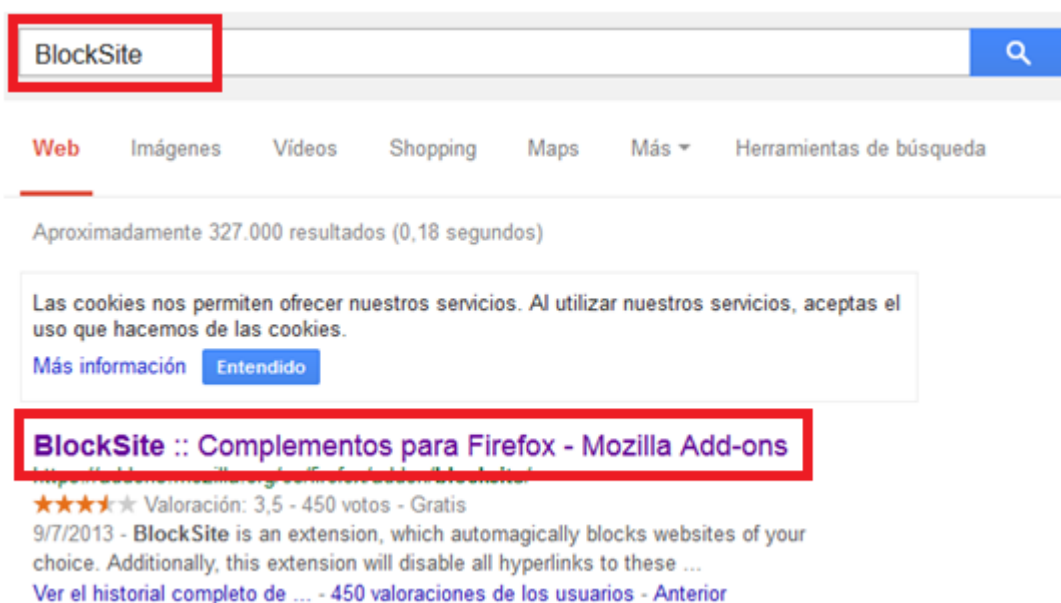 BlockSite
Web Imágenes Vídeos Shopping Maps Más Herramientas de búsqueda
Aproximadamente 327.000 resultados (0,18 segundos)
Las cookies nos permiten ofrecer nuestros servicios. Al utilizar nuestros servicios, aceptas el
uso que hacemos de las cookies.
Más información Entendido
BlockSite :: Complementos para Firefox - Mozilla Add-ons
Valoración: 3,5 - 450 votos - Gratis
9/7/2013 - BlockSite is an extension, which automagically blocks websites of your
choice. Additionally, this extension will disable all hyperlinks to these ...
Ver el historial completo de ... - 450 valoraciones de los usuarios - Anterior